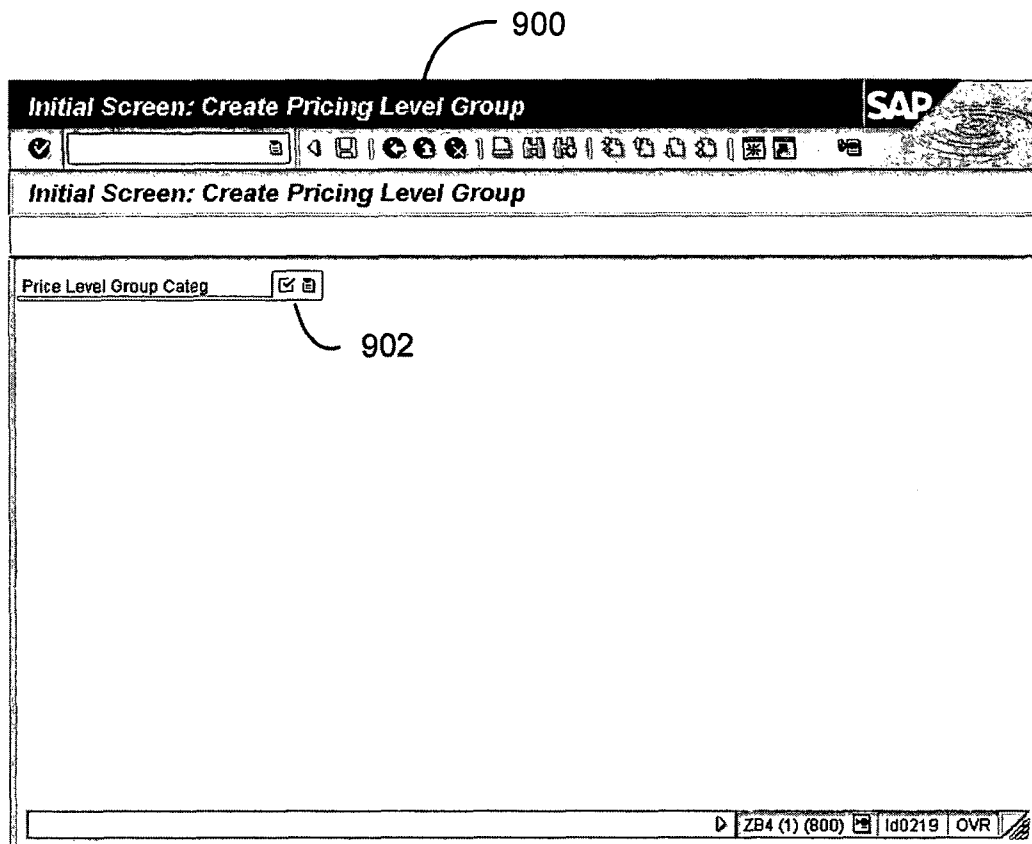 900
Initial Screen: Create Pricing Level Group
SAP
Initial Screen: Create Pricing Level Group
Price Level Group Categ
902
ZB4 (1) (800) ld0219 OVR